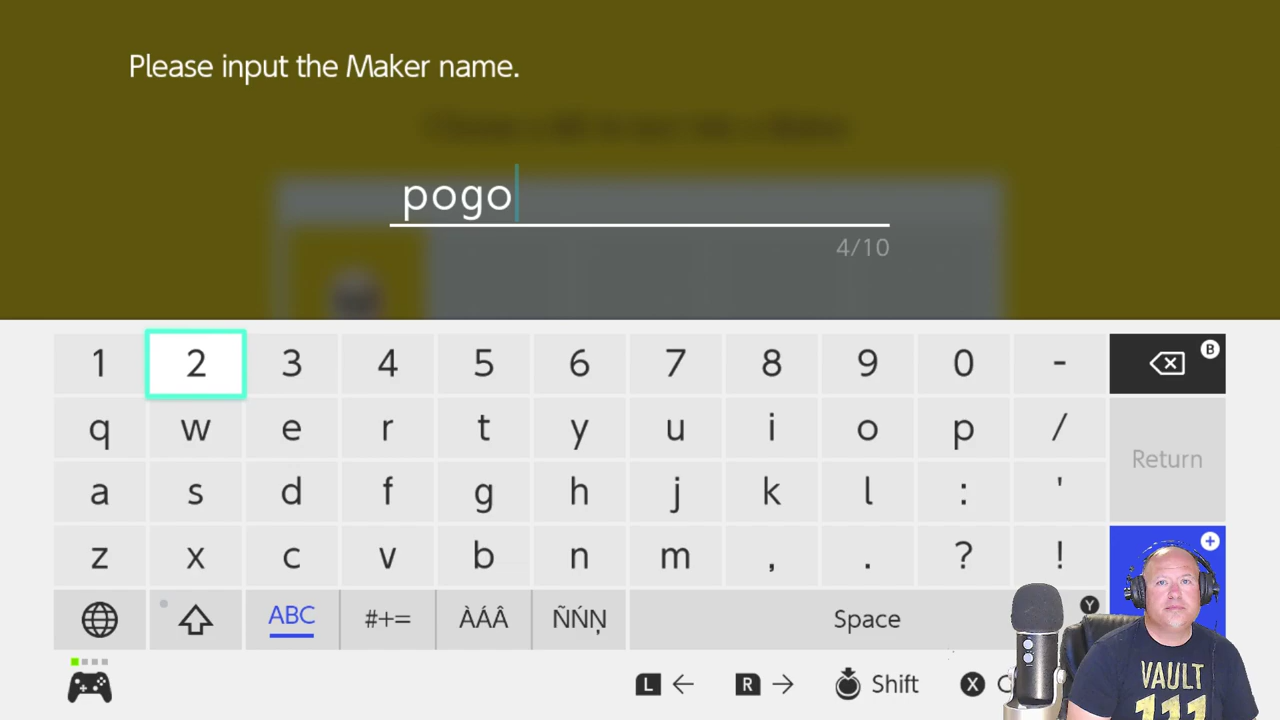 Please input the Maker name.
pogo
4/10
1 2 3 4 5 6 7 8 9 0 - B
q w e r t y u i o p /
Return
a s d f g h j k l : '
z x c v b n m , . ? ! +
ABC #+= ÀÁÂ ÑŃŅ Space Y
L ← R → Shift X
VAULT
111